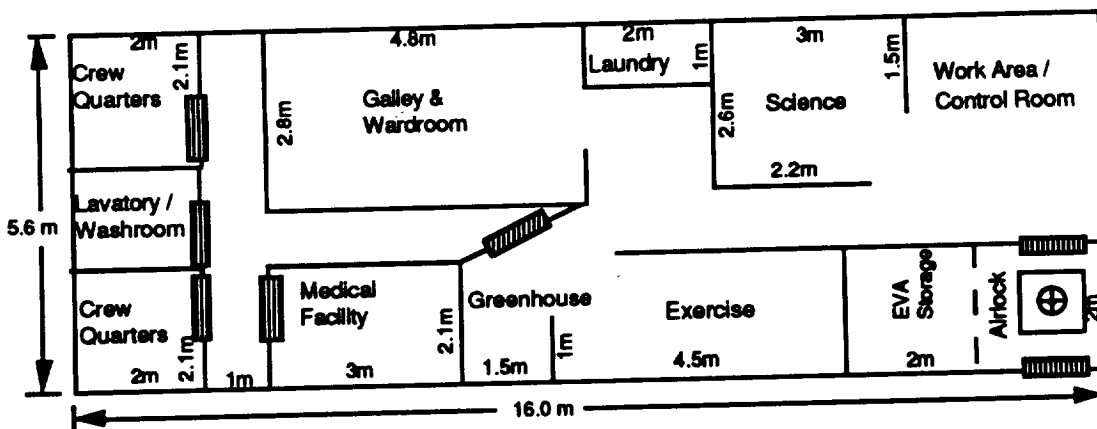 2m
2.1m
4.8m
2m
1m
3m
1.5m
Crew
Quarters
Galley &
Wardroom
2.8m
Laundry
2.6m
Science
2.2m
Work Area /
Control Room
5.6 m
Lavatory /
Washroom
Crew
Quarters
2.1m
2m
1m
Medical
Facility
3m
2.1m
Greenhouse
1.5m
1m
Exercise
4.5m
EVA
Storage
2m
Airlock
2m
16.0 m